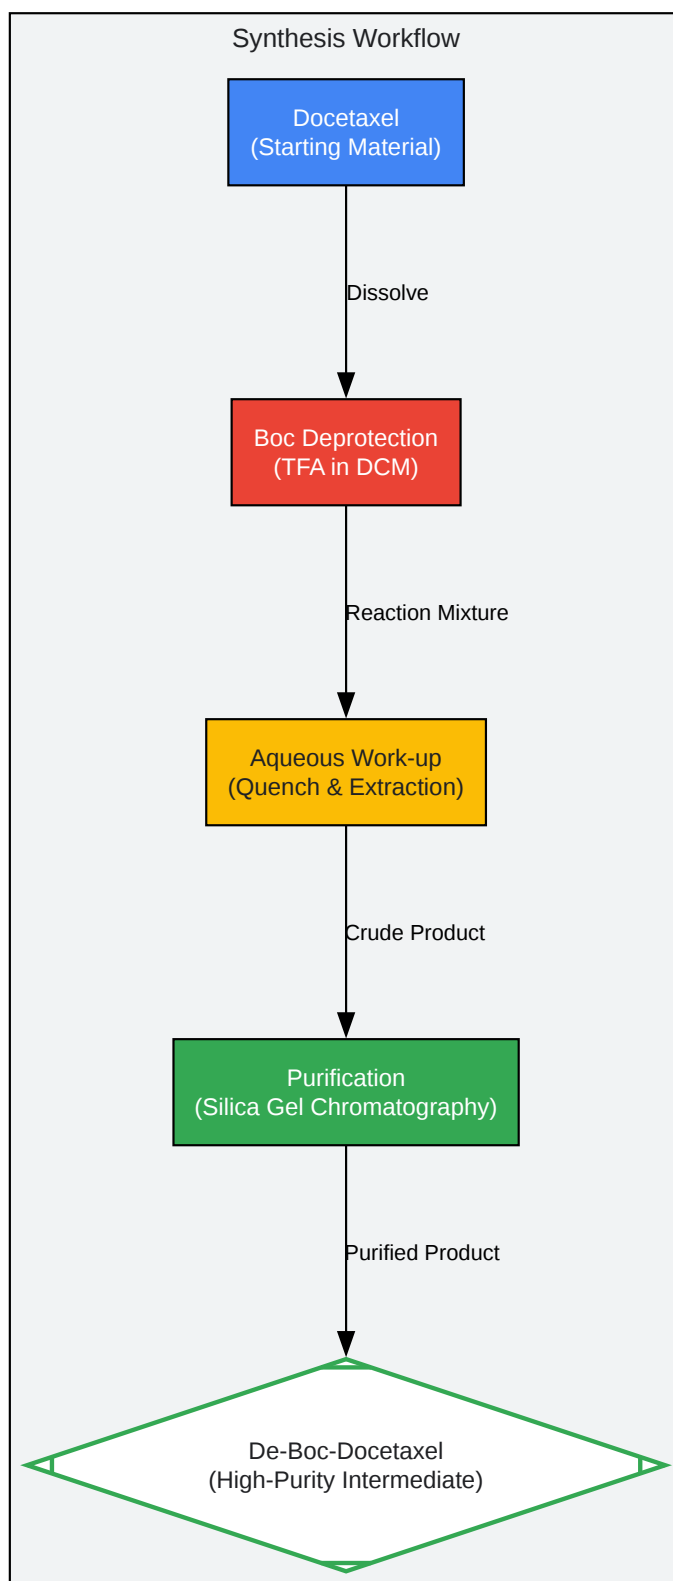 Synthesis Workflow
Docetaxel
(Starting Material)
Dissolve
Boc Deprotection
(TFA in DCM)
Reaction Mixture
Aqueous Work-up
(Quench & Extraction)
Crude Product
Purification
(Silica Gel Chromatography)
Purified Product
De-Boc-Docetaxel
(High-Purity Intermediate)